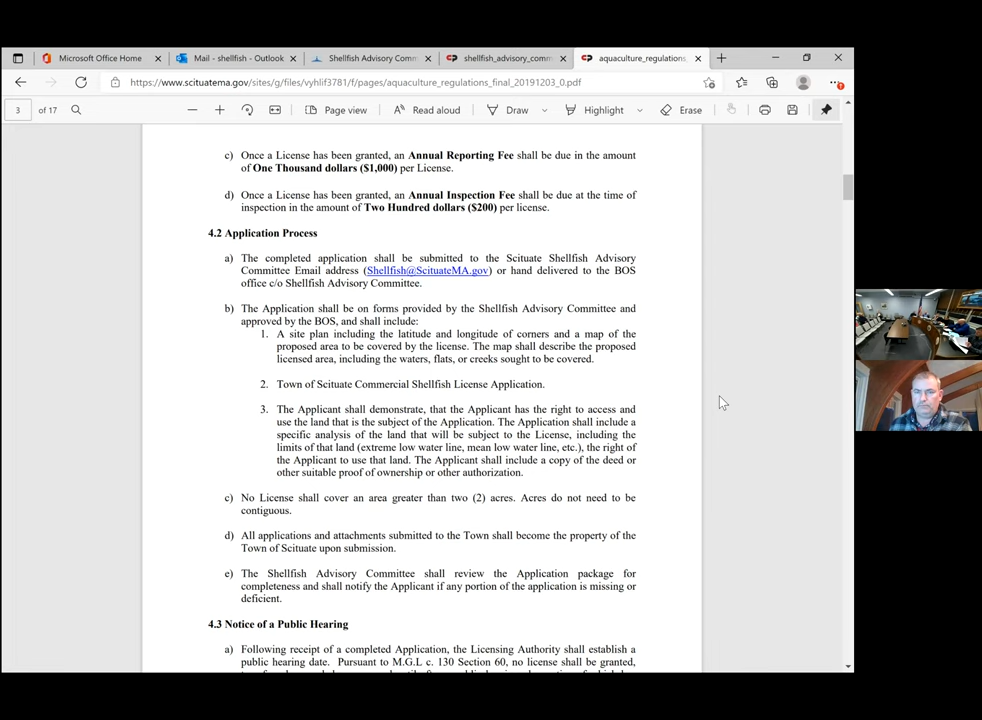 Microsoft Office Home
Mail - shellfish - Outlook
Shellfish Advisory Comm
shellfish_advisory_comm
aquaculture_regulations_
https://www.scituatema.gov/sites/g/files/vyhlif3781/f/pages/aquaculture_regulations_final_20191203_0.pdf
3 of 17
Page view
Read aloud
Draw
Highlight
Erase
c) Once a License has been granted, an Annual Reporting Fee shall be due in the amount
of One Thousand dollars ($1,000) per License.
d) Once a License has been granted, an Annual Inspection Fee shall be due at the time of
inspection in the amount of Two Hundred dollars ($200) per license.
4.2 Application Process
a) The completed application shall be submitted to the Scituate Shellfish Advisory
Committee Email address (Shellfish@ScituateMA.gov) or hand delivered to the BOS
office c/o Shellfish Advisory Committee.
b) The Application shall be on forms provided by the Shellfish Advisory Committee and
approved by the BOS, and shall include:
1. A site plan including the latitude and longitude of corners and a map of the
proposed area to be covered by the license. The map shall describe the proposed
licensed area, including the waters, flats, or creeks sought to be covered.
2. Town of Scituate Commercial Shellfish License Application.
3. The Applicant shall demonstrate, that the Applicant has the right to access and
use the land that is the subject of the Application. The Application shall include a
specific analysis of the land that will be subject to the License, including the
limits of that land (extreme low water line, mean low water line, etc.), the right of
the Applicant to use that land. The Applicant shall include a copy of the deed or
other suitable proof of ownership or other authorization.
c) No License shall cover an area greater than two (2) acres. Acres do not need to be
contiguous.
d) All applications and attachments submitted to the Town shall become the property of the
Town of Scituate upon submission.
e) The Shellfish Advisory Committee shall review the Application package for
completeness and shall notify the Applicant if any portion of the application is missing or
deficient.
4.3 Notice of a Public Hearing
a) Following receipt of a completed Application, the Licensing Authority shall establish a
public hearing date. Pursuant to M.G.L c. 130 Section 60, no license shall be granted,